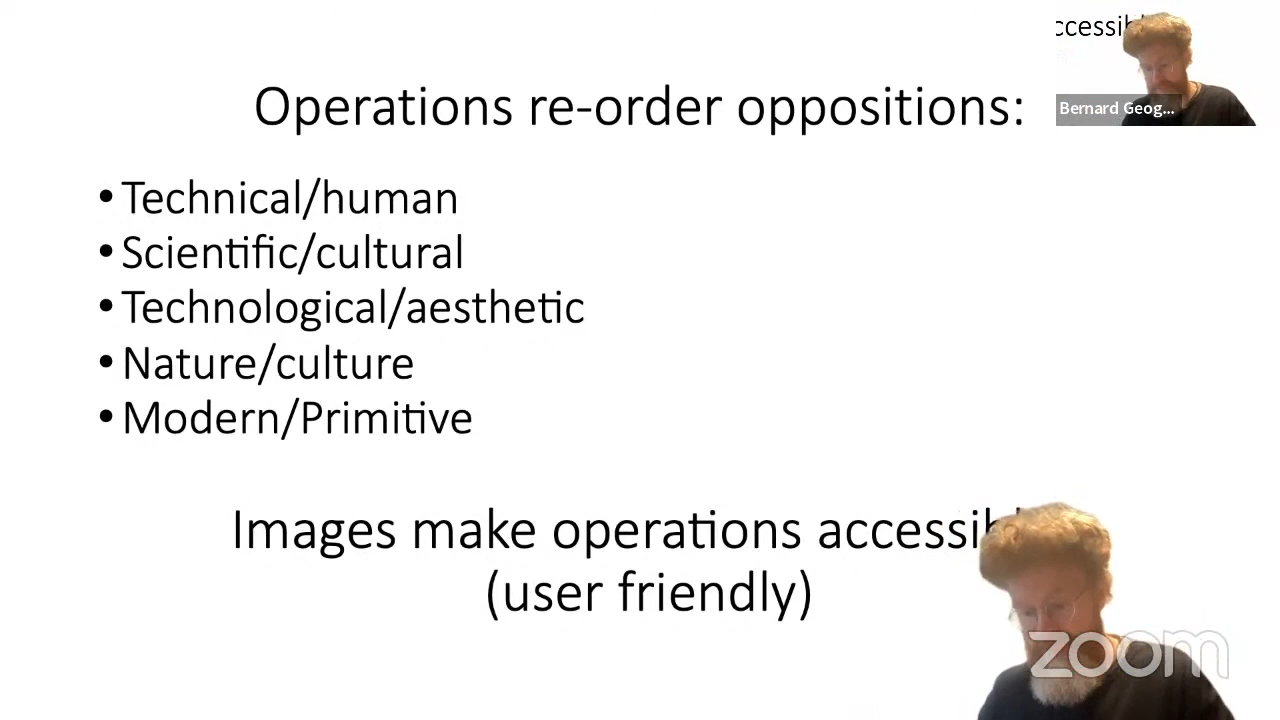 Operations re-order oppositions:
• Technical/human
• Scientific/cultural
• Technological/aesthetic
• Nature/culture
• Modern/Primitive
Images make operations
(user friendly)
Bernard Geog...
zoom